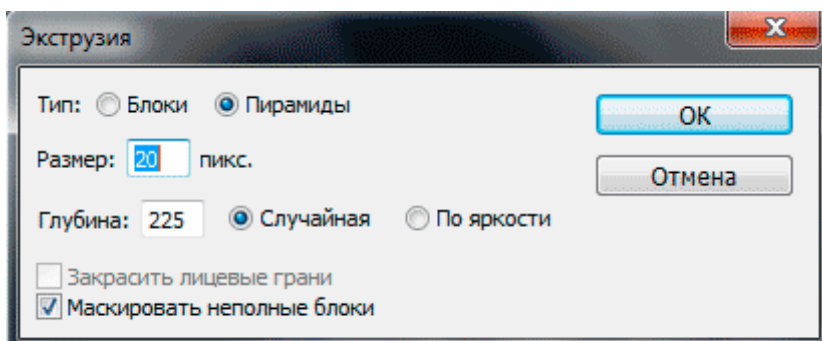 Экструзия
Тип: Блоки Пирамиды
ОК
Размер: 20 пикс.
Отмена
Глубина: 225 Случайная По яркости
Закрасить лицевые грани
Маскировать неполные блоки